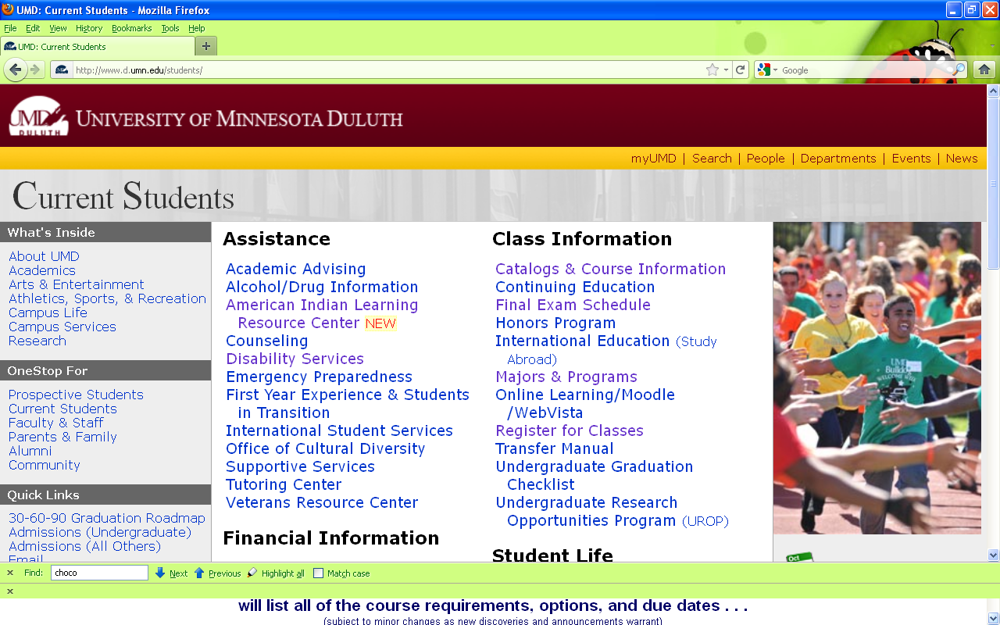 UMD: Current Students - Mozilla Firefox
File Edit View History Bookmarks Tools Help
UMD: Current Students
http://www.d.umn.edu/students/
Google
UMD DULUTH
UNIVERSITY OF MINNESOTA DULUTH
myUMD | Search | People | Departments | Events | News
Current Students
What's Inside
About UMD
Academics
Arts & Entertainment
Athletics, Sports, & Recreation
Campus Life
Campus Services
Research
OneStop For
Prospective Students
Current Students
Faculty & Staff
Parents & Family
Alumni
Community
Quick Links
30-60-90 Graduation Roadmap
Admissions (Undergraduate)
Admissions (All Others)
Email
Assistance
Academic Advising
Alcohol/Drug Information
American Indian Learning
Resource Center NEW
Counseling
Disability Services
Emergency Preparedness
First Year Experience & Students
in Transition
International Student Services
Office of Cultural Diversity
Supportive Services
Tutoring Center
Veterans Resource Center
Financial Information
Class Information
Catalogs & Course Information
Continuing Education
Final Exam Schedule
Honors Program
International Education (Study
Abroad)
Majors & Programs
Online Learning/Moodle
/WebVista
Register for Classes
Transfer Manual
Undergraduate Graduation
Checklist
Undergraduate Research
Opportunities Program (UROP)
Student Life
UMD
Bulldog
WELCOME WEEK
Oct
Find: choco Next Previous Highlight all Match case
will list all of the course requirements, options, and due dates . . .
(subject to minor changes as new discoveries and announcements warrant)